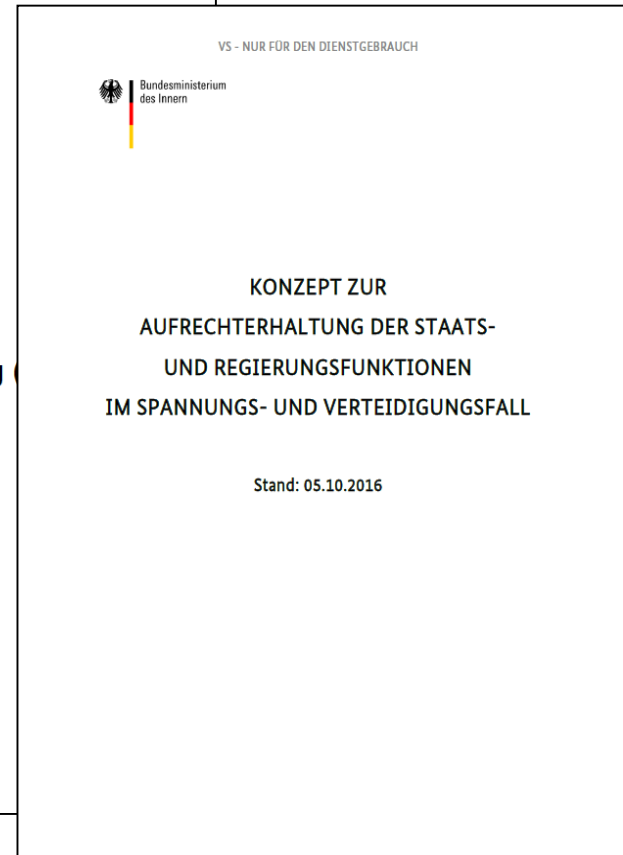 VS - NUR FÜR DEN DIENSTGEBRAUCH
Bundesministerium
des Innern
KONZEPT ZUR
AUFRECHTERHALTUNG DER STAATS-
UND REGIERUNGSFUNKTIONEN
IM SPANNUNGS- UND VERTEIDIGUNGSFALL
Stand: 05.10.2016